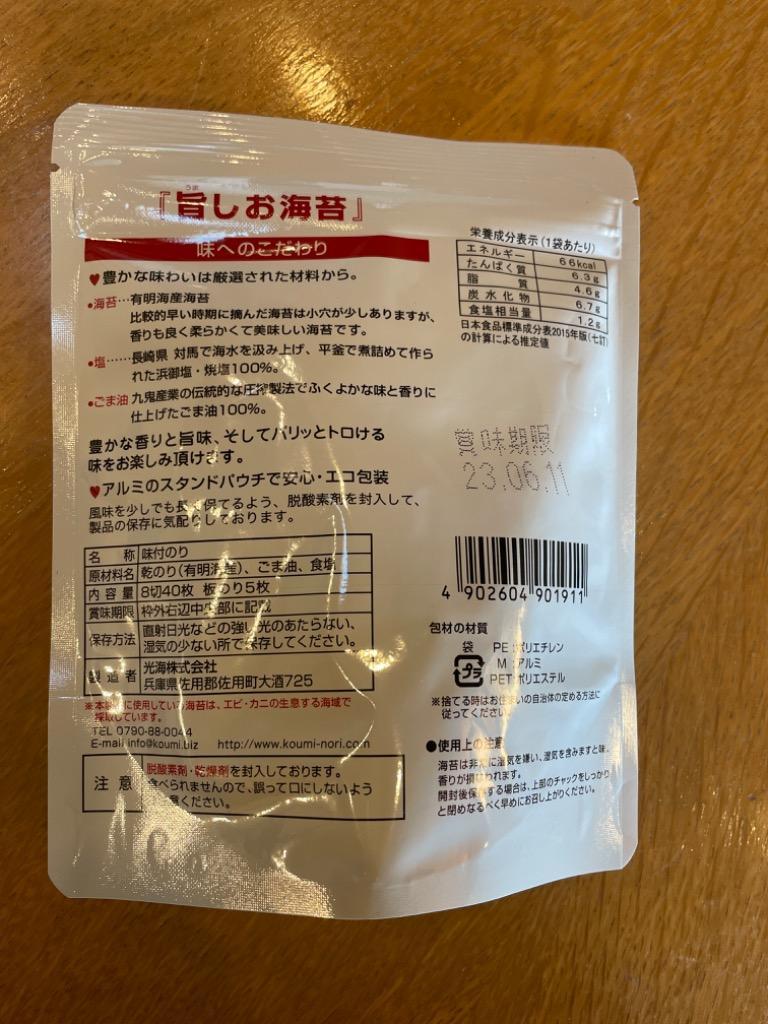 うま
『旨しお海苔』
味へのこだわり
♥豊かな味わいは厳選された材料から。
•海苔…有明海産海苔
比較的早い時期に摘んだ海苔は小穴が少しありますが、
香りも良く柔らかくて美味しい海苔です。
•塩……長崎県 対馬で海水を汲み上げ、平釜で煮詰めて作ら
れた浜御塩・焼塩100%。
•ごま油 九鬼産業の伝統的な圧搾製法でふくよかな味と香りに
仕上げたごま油100%。
豊かな香りと旨味、そしてパリッとトロける
味をお楽しみ頂けます。
♥アルミのスタンドパウチで安心・エコ包装
風味を少しでも長く保てるよう、脱酸素剤を封入して、
製品の保存に気配りしております。
名 称 味付のり
原材料名 乾のり(有明海産)、ごま油、食塩
内容量 8切40枚 板のり5枚
賞味期限 枠外右辺中央部に記載
保存方法 直射日光などの強い光のあたらない、
湿気の少ない所で保存してください。
製造者 光海株式会社
兵庫県佐用郡佐用町大酒725
※本製品に使用している海苔は、エビ・カニの生息する海域で
採取しています。
TEL 0790-88-0044
E-mail info@koumi.biz http://www.koumi-nori.com
注意 脱酸素剤・乾燥剤を封入しております。
食べられませんので、誤って口にしないよう
ご注意ください。
栄養成分表示(1袋あたり)
エネルギー 66kcal
たんぱく質 6.3g
脂 質 4.6g
炭水化物 6.7g
食塩相当量 1.2g
日本食品標準成分表2015年版(七訂)
の計算による推定値
賞味期限
23.06.11
4 902604 901911
包材の材質
袋 PE:ポリエチレン
プラ M:アルミ
PET:ポリエステル
※捨てる時はお住まいの自治体の定める方法に
従ってください。
●使用上の注意
海苔は非常に湿気を嫌い、湿気を含みますと味、
香りが損なわれます。
開封後保存する場合は、上部のチャックをしっかり
と閉めなるべく早めにお召し上がりください。